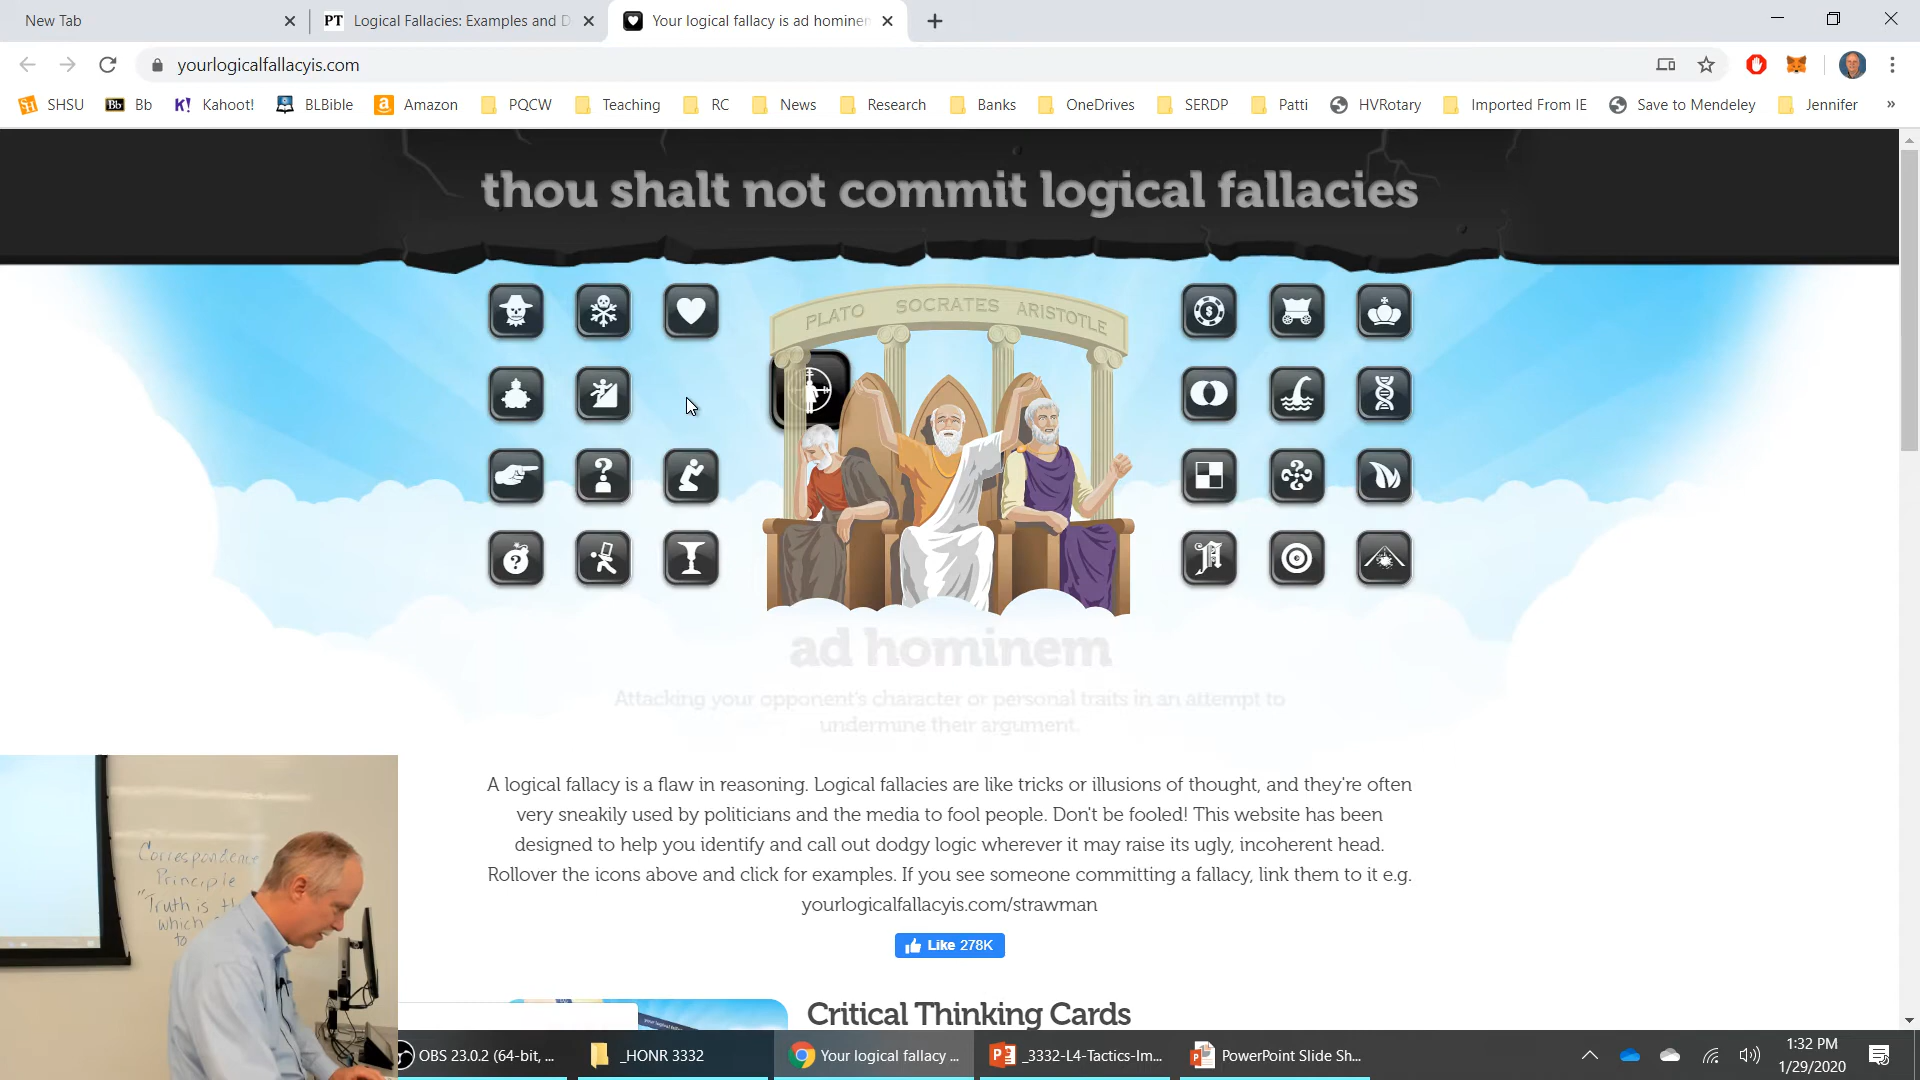 New Tab
PT Logical Fallacies: Examples and D
Your logical fallacy is ad hominem
yourlogicalfallacyis.com
SHSU
Bb Bb
K! Kahoot!
BLBible
a Amazon
PQCW
Teaching
RC
News
Research
Banks
OneDrives
SERDP
Patti
HVRotary
Imported From IE
Save to Mendeley
Jennifer
»
thou shalt not commit logical fallacies
PLATO SOCRATES ARISTOTLE
ad hominem
Attacking your opponent's character or personal traits in an attempt to
undermine their argument.
A logical fallacy is a flaw in reasoning. Logical fallacies are like tricks or illusions of thought, and they're often
very sneakily used by politicians and the media to fool people. Don't be fooled! This website has been
designed to help you identify and call out dodgy logic wherever it may raise its ugly, incoherent head.
Rollover the icons above and click for examples. If you see someone committing a fallacy, link them to it e.g.
yourlogicalfallacyis.com/strawman
Like 278K
Critical Thinking Cards
Correspondence
Principle
"Truth is
which
to
OBS 23.0.2 (64-bit, ...
_HONR 3332
Your logical fallacy ...
_3332-L4-Tactics-Im...
PowerPoint Slide Sh...
1:32 PM
1/29/2020